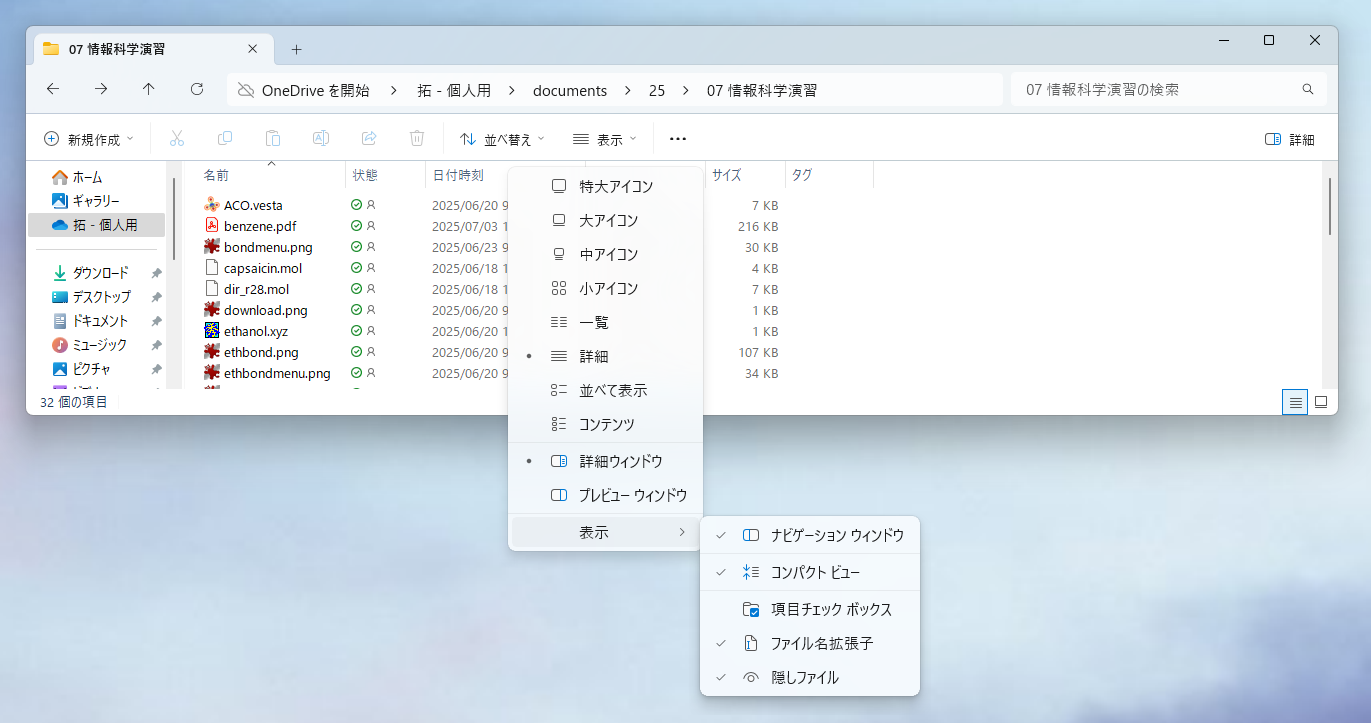 07 情報科学演習
OneDrive を開始 拓 - 個人用 documents 25 07 情報科学演習
07 情報科学演習の検索
新規作成 並べ替え 表示 詳細
ホーム
ギャラリー
拓 - 個人用
ダウンロード
デスクトップ
ドキュメント
ミュージック
ピクチャ
名前 状態 日付時刻 サイズ タグ
ACO.vesta 2025/06/20 9 7 KB
benzene.pdf 2025/07/03 1 216 KB
bondmenu.png 2025/06/23 9 30 KB
capsaicin.mol 2025/06/18 1 4 KB
dir_r28.mol 2025/06/18 1 7 KB
download.png 2025/06/20 9 1 KB
ethanol.xyz 2025/06/20 1 1 KB
ethbond.png 2025/06/20 9 107 KB
ethbondmenu.png 2025/06/20 9 34 KB
32 個の項目
特大アイコン
大アイコン
中アイコン
小アイコン
一覧
詳細
並べて表示
コンテンツ
詳細ウィンドウ
プレビュー ウィンドウ
表示
ナビゲーション ウィンドウ
コンパクト ビュー
項目チェック ボックス
ファイル名拡張子
隠しファイル